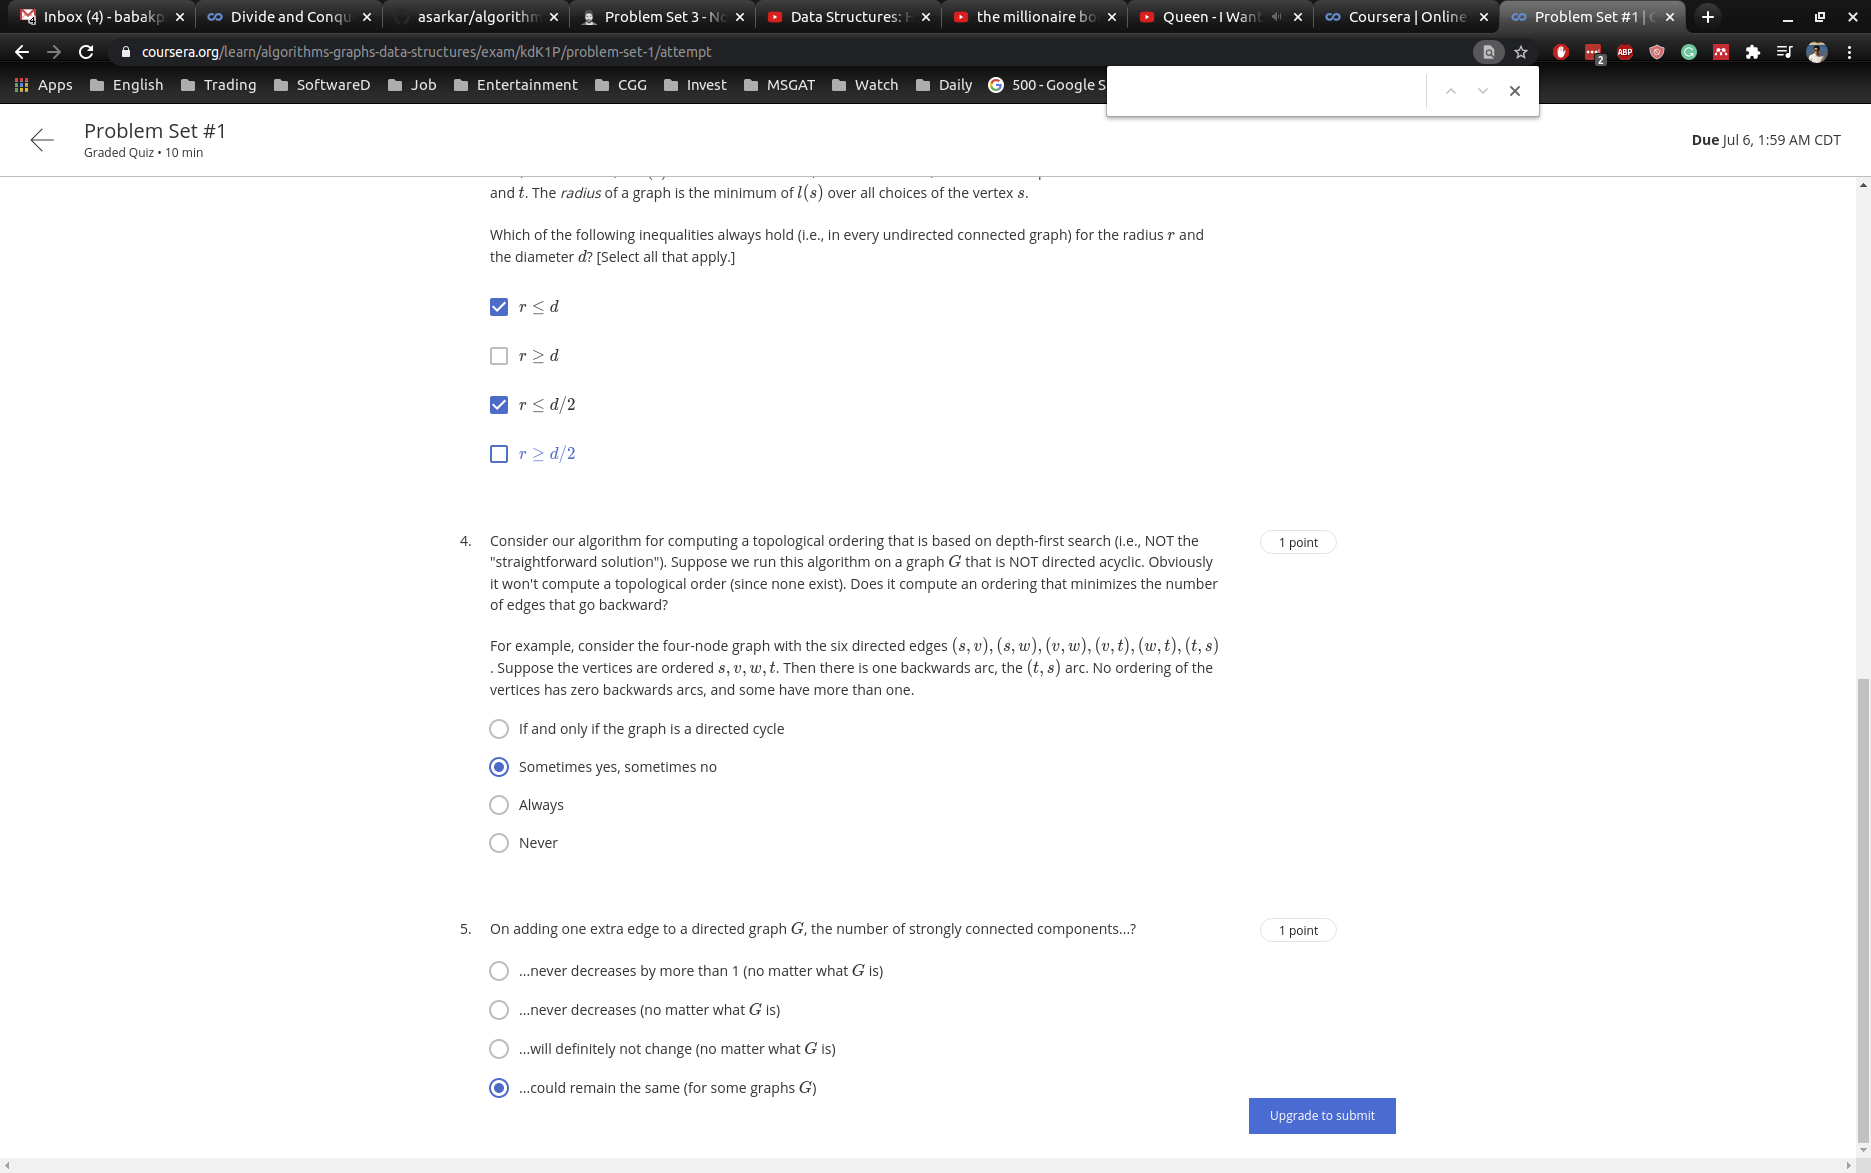 Inbox (4) - babakp
Divide and Conqu
asarkar/algorithm
Problem Set 3 - No
Data Structures: H
the millionaire bo
Queen - I Want
Coursera | Online
Problem Set #1 | C
coursera.org/learn/algorithms-graphs-data-structures/exam/kdK1P/problem-set-1/attempt
ABP
2
Apps
English
Trading
SoftwareD
Job
Entertainment
CGG
Invest
MSGAT
Watch
Daily
500 - Google S
Problem Set #1
Graded Quiz • 10 min
Due Jul 6, 1:59 AM CDT
and t. The radius of a graph is the minimum of l(s) over all choices of the vertex s.
Which of the following inequalities always hold (i.e., in every undirected connected graph) for the radius r and
the diameter d? [Select all that apply.]
r ≤ d
r ≥ d
r ≤ d/2
r ≥ d/2
4. Consider our algorithm for computing a topological ordering that is based on depth-first search (i.e., NOT the
"straightforward solution"). Suppose we run this algorithm on a graph G that is NOT directed acyclic. Obviously
it won't compute a topological order (since none exist). Does it compute an ordering that minimizes the number
of edges that go backward?
1 point
For example, consider the four-node graph with the six directed edges (s, v), (s, w), (v, w), (v, t), (w, t), (t, s)
. Suppose the vertices are ordered s, v, w, t. Then there is one backwards arc, the (t, s) arc. No ordering of the
vertices has zero backwards arcs, and some have more than one.
If and only if the graph is a directed cycle
Sometimes yes, sometimes no
Always
Never
5. On adding one extra edge to a directed graph G, the number of strongly connected components...?
1 point
...never decreases by more than 1 (no matter what G is)
...never decreases (no matter what G is)
...will definitely not change (no matter what G is)
...could remain the same (for some graphs G)
Upgrade to submit